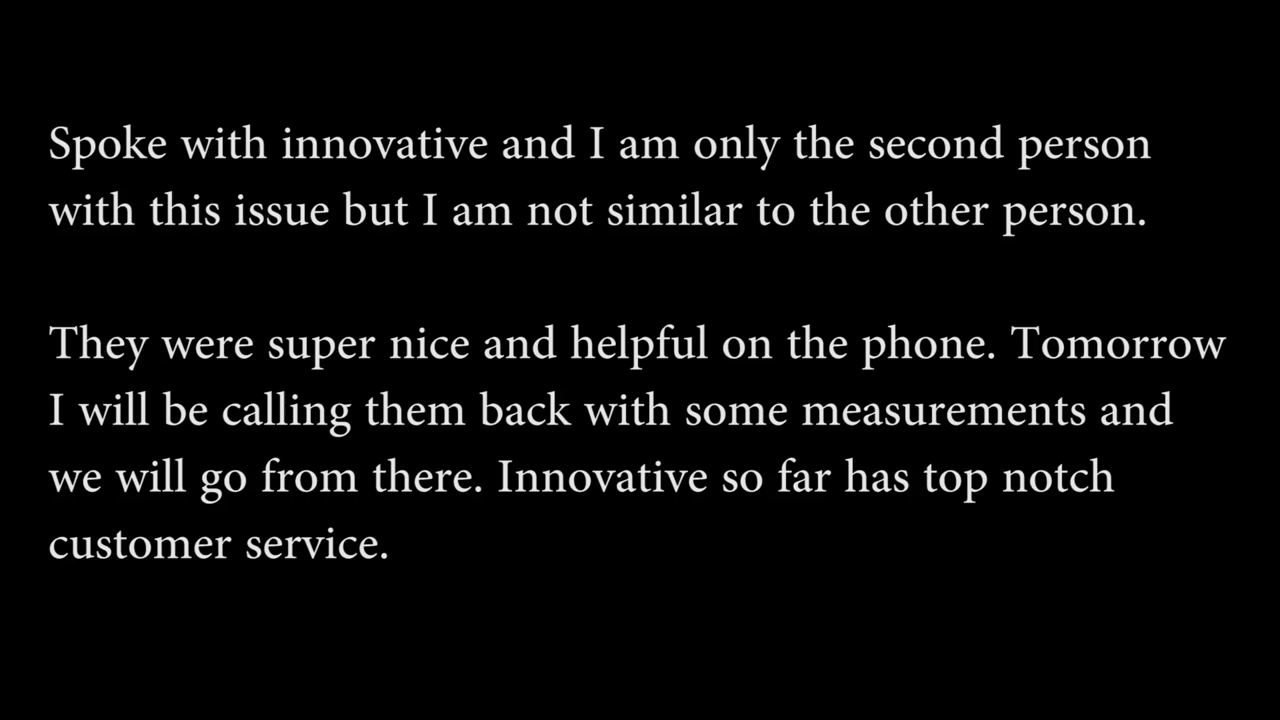 Spoke with innovative and I am only the second person
with this issue but I am not similar to the other person.
They were super nice and helpful on the phone. Tomorrow
I will be calling them back with some measurements and
we will go from there. Innovative so far has top notch
customer service.